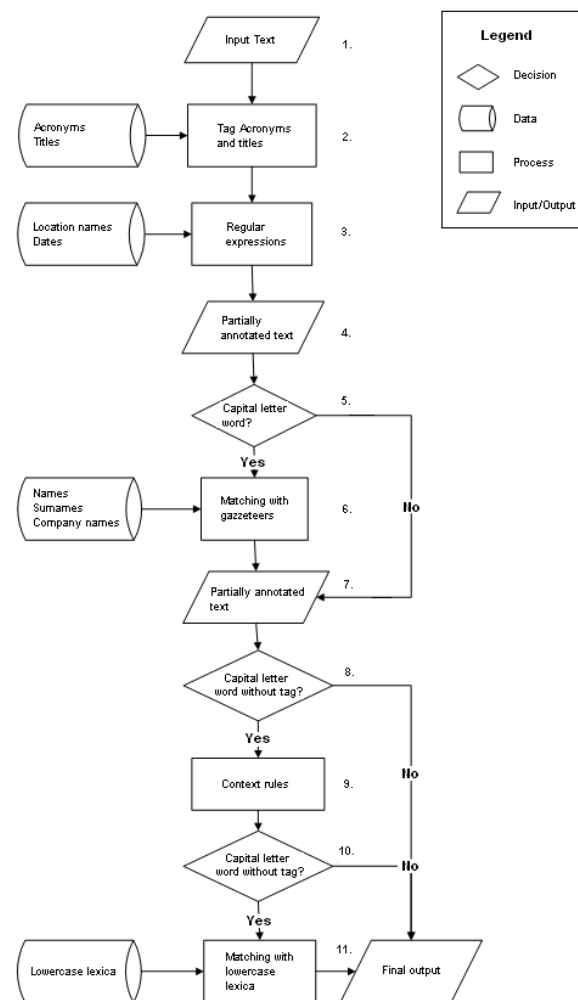 Input Text
1.
Legend
Decision
Data
Process
Input/Output
Acronyms
Titles
Tag Acronyms
and titles
2.
Location names
Dates
Regular
expressions
3.
Partially
annotated text
4.
Capital letter
word?
5.
Yes
No
Names
Surnames
Company names
Matching with
gazzeteers
6.
Partially annotated
text
7.
Capital letter
word without tag?
8.
Yes
No
Context rules
9.
Capital letter
word without tag?
10.
No
Yes
Lowercase lexica
Matching with
lowercase
lexica
11.
Final output